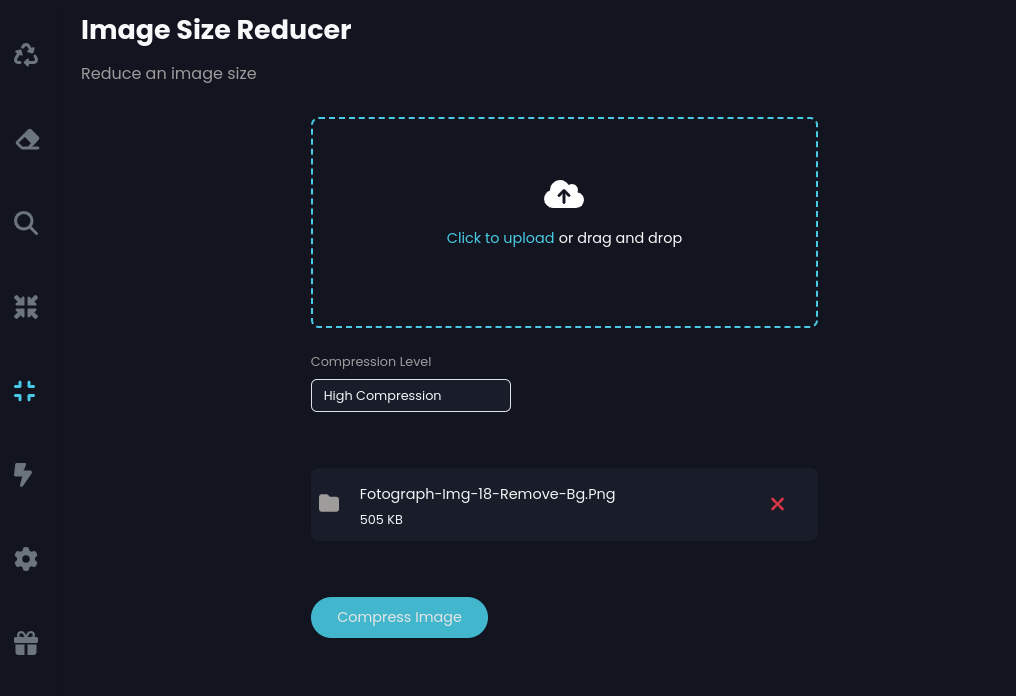 Image Size Reducer
Reduce an image size
Click to upload or drag and drop
Compression Level
High Compression
Fotograph-Img-18-Remove-Bg.Png
505 KB
Compress Image